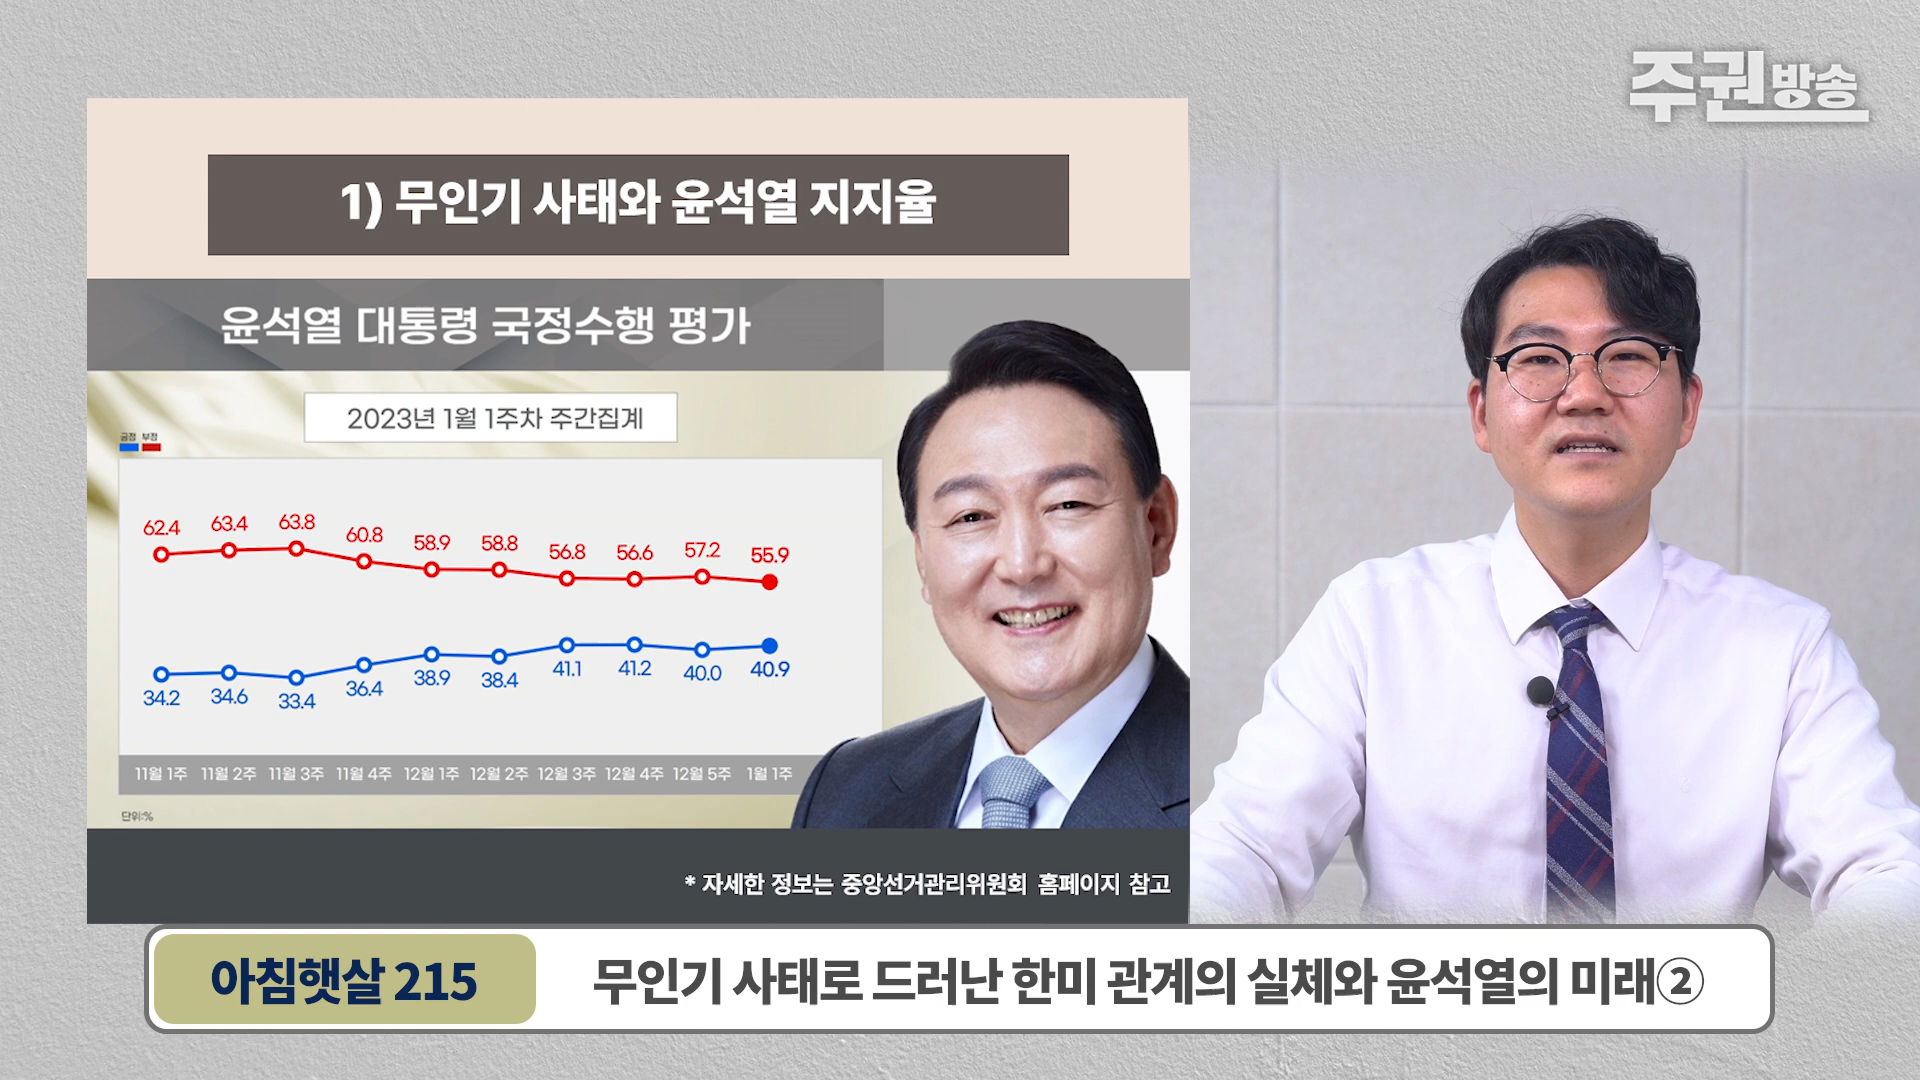 주권방송
1) 무인기 사태와 윤석열 지지율
윤석열 대통령 국정수행 평가
2023년 1월 1주차 주간집계
긍정 부정
62.4 63.4 63.8 60.8 58.9 58.8 56.8 56.6 57.2 55.9
34.2 34.6 33.4 36.4 38.9 38.4 41.1 41.2 40.0 40.9
11월 1주 11월 2주 11월 3주 11월 4주 12월 1주 12월 2주 12월 3주 12월 4주 12월 5주 1월 1주
단위:%
* 자세한 정보는 중앙선거관리위원회 홈페이지 참고
아침햇살 215
무인기 사태로 드러난 한미 관계의 실체와 윤석열의 미래②